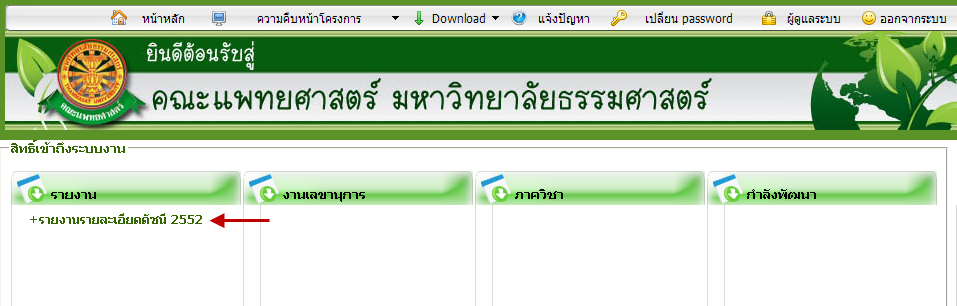 หน้าหลัก ความคืบหน้าโครงการ Download แจ้งปัญหา เปลี่ยน password ผู้ดูแลระบบ ออกจากระบบ
ยินดีต้อนรับสู่
คณะแพทยศาสตร์ มหาวิทยาลัยธรรมศาสตร์
คณะแพทยศาสตร์
สิทธิ์เข้าถึงระบบงาน
รายงาน งานเลขานุการ ภาควิชา กำลังพัฒนา
+รายงานรายละเอียดดัชนี 2552